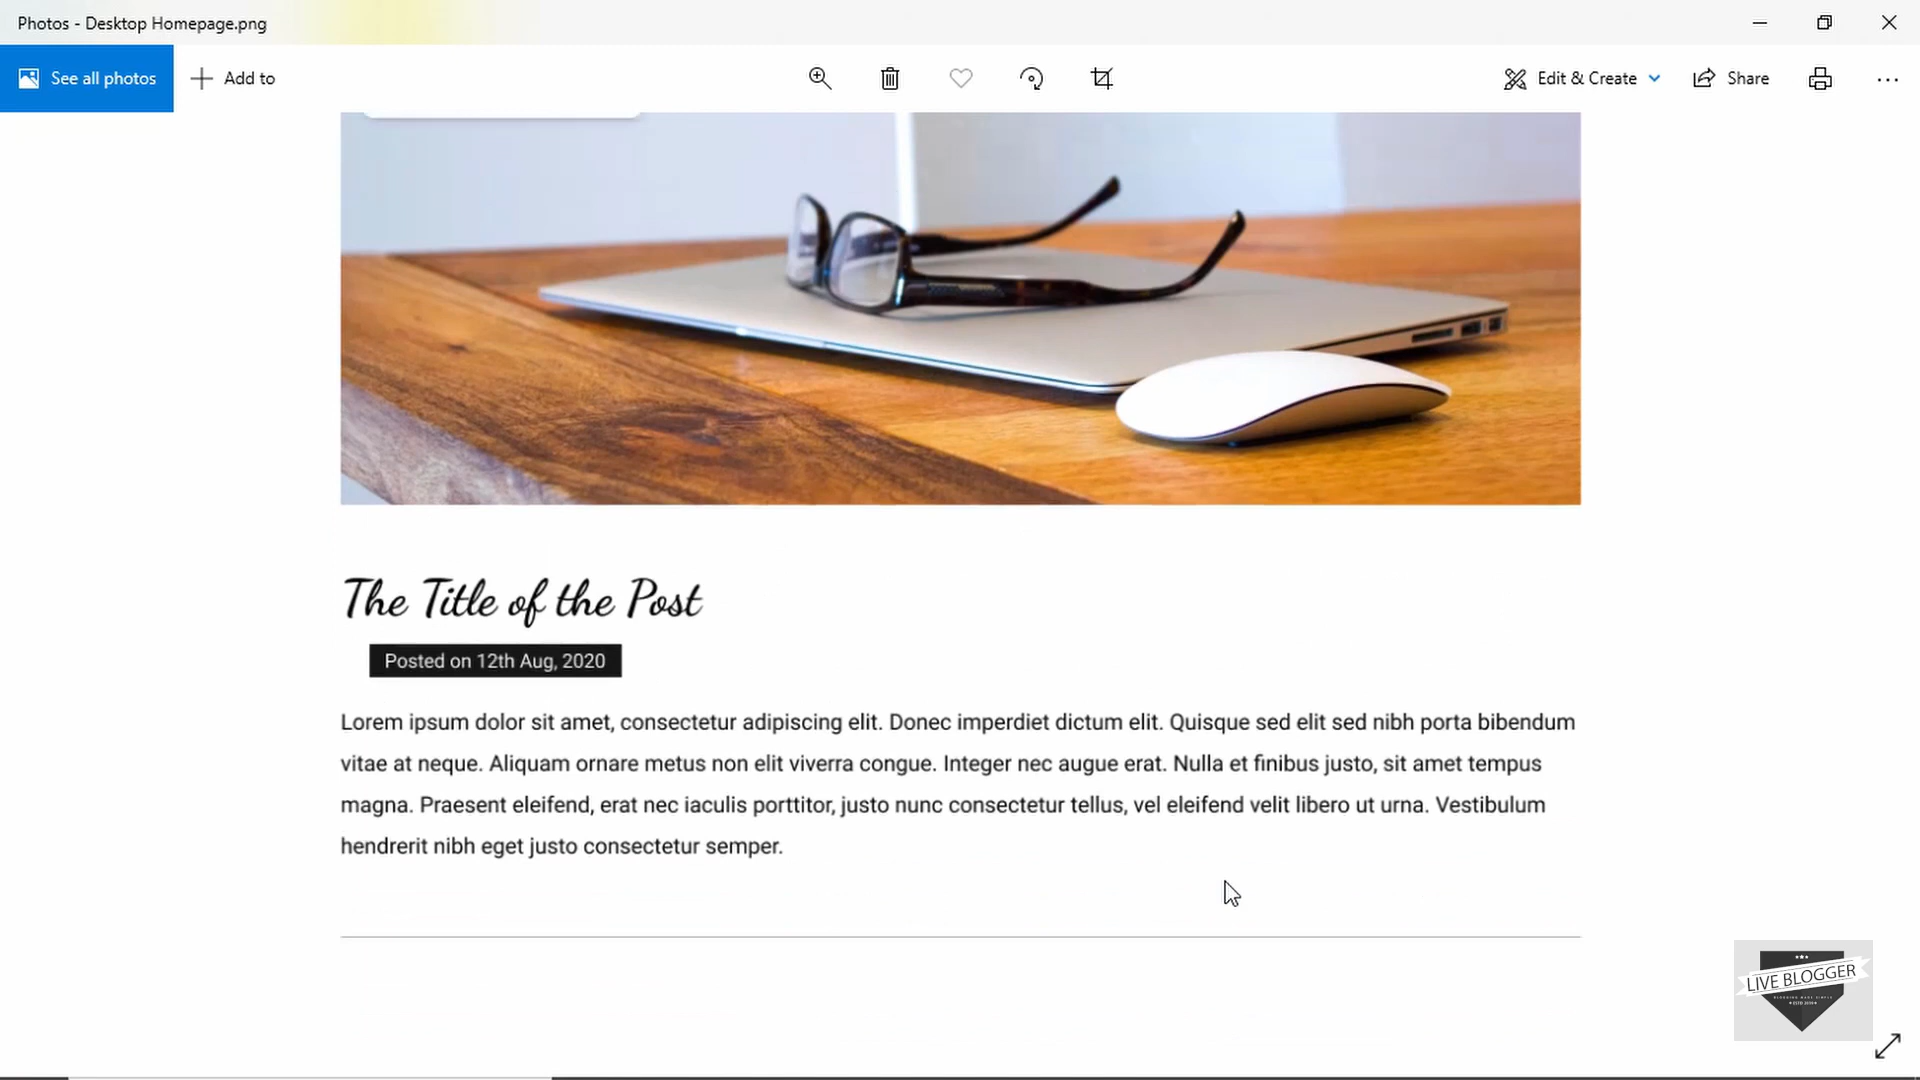 Photos - Desktop Homepage.png
See all photos
Add to
Edit & Create
Share
The Title of the Post
Posted on 12th Aug, 2020
Lorem ipsum dolor sit amet, consectetur adipiscing elit. Donec imperdiet dictum elit. Quisque sed elit sed nibh porta bibendum
vitae at neque. Aliquam ornare metus non elit viverra congue. Integer nec augue erat. Nulla et finibus justo, sit amet tempus
magna. Praesent eleifend, erat nec iaculis porttitor, justo nunc consectetur tellus, vel eleifend velit libero ut urna. Vestibulum
hendrerit nibh eget justo consectetur semper.
LIVE BLOGGER